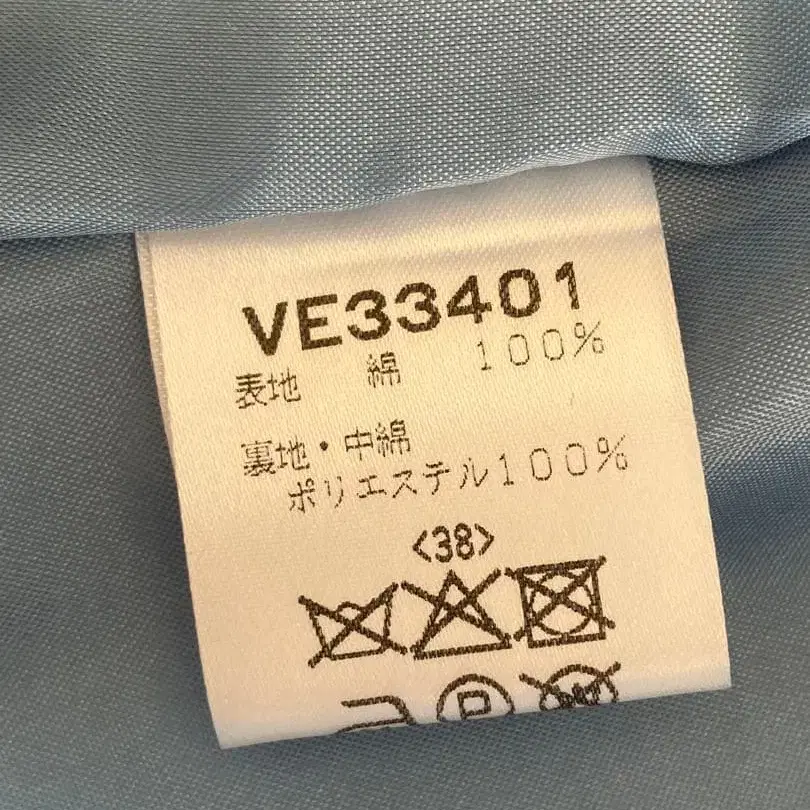 VE33401
表地 綿 100%
裏地・中綿
ポリエステル100%
<38>
P